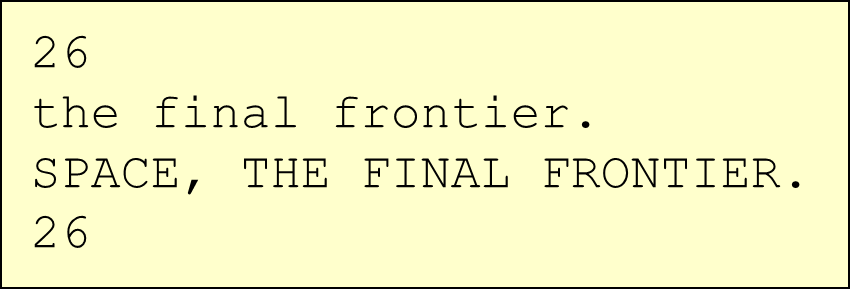 26
the final frontier.
SPACE, THE FINAL FRONTIER.
26